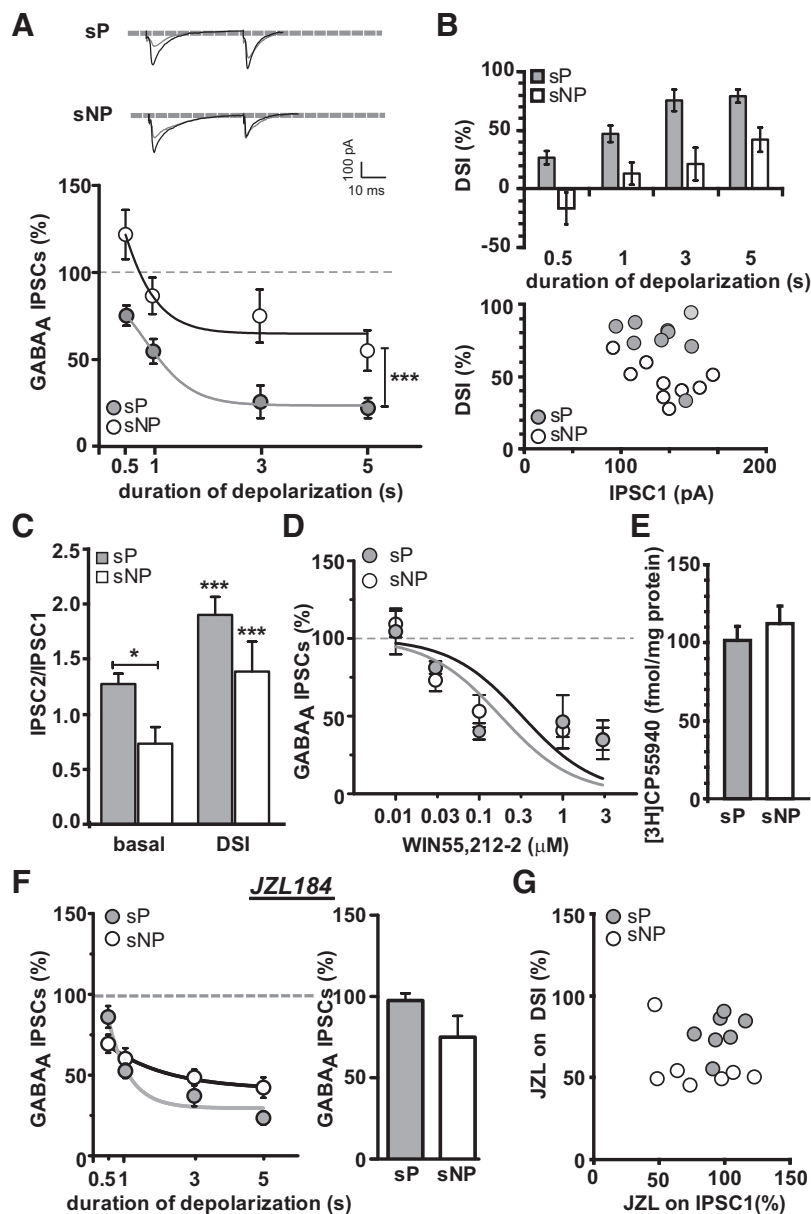 A
sP
sNP
100 pA
10 ms
150
100
50
0
GABAA IPSCs (%)
***
sP
sNP
0.5 1 3 5
duration of depolarization (s)
B
sP
sNP
100
50
0
-50
DSI (%)
0.5 1 3 5
duration of depolarization (s)
100
50
0
DSI (%)
sP
sNP
0 100 200
IPSC1 (pA)
C
sP
sNP
2.5
2.0
1.5
1.0
0.5
0.0
IPSC2/IPSC1
*
***
***
basal DSI
D
sP
sNP
150
100
50
0
GABAA IPSCs (%)
0.01 0.03 0.1 0.3 1 3
WIN55,212-2 (μM)
E
150
100
50
0
[3H]CP55940 (fmol/mg protein)
sP sNP
F
JZL184
sP
sNP
150
100
50
0
GABAA IPSCs (%)
0.5 1 3 5
duration of depolarization (s)
150
100
50
0
GABAA IPSCs (%)
sP sNP
G
sP
sNP
150
100
50
0
JZL on DSI (%)
0 50 100 150
JZL on IPSC1(%)